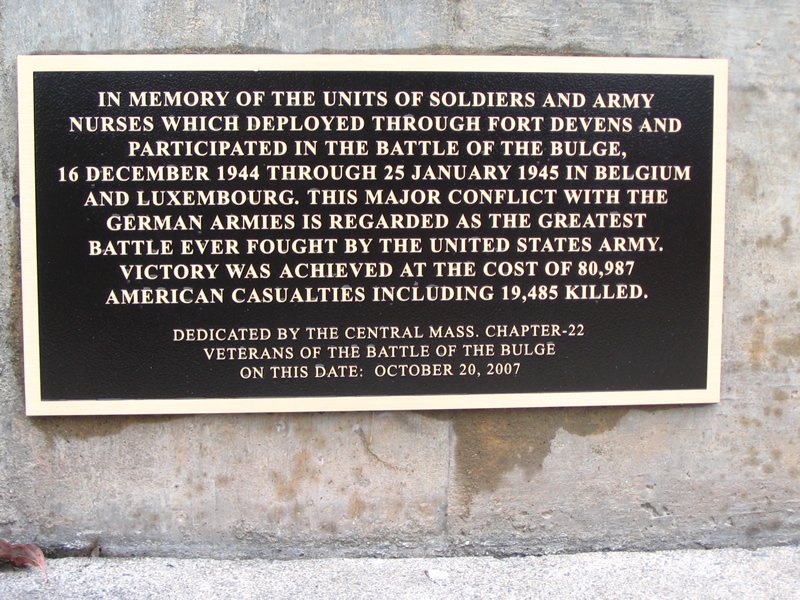 IN MEMORY OF THE UNITS OF SOLDIERS AND ARMY
NURSES WHICH DEPLOYED THROUGH FORT DEVENS AND
PARTICIPATED IN THE BATTLE OF THE BULGE,
16 DECEMBER 1944 THROUGH 25 JANUARY 1945 IN BELGIUM
AND LUXEMBOURG. THIS MAJOR CONFLICT WITH THE
GERMAN ARMIES IS REGARDED AS THE GREATEST
BATTLE EVER FOUGHT BY THE UNITED STATES ARMY.
VICTORY WAS ACHIEVED AT THE COST OF 80,987
AMERICAN CASUALTIES INCLUDING 19,485 KILLED.
DEDICATED BY THE CENTRAL MASS. CHAPTER-22
VETERANS OF THE BATTLE OF THE BULGE
ON THIS DATE: OCTOBER 20, 2007